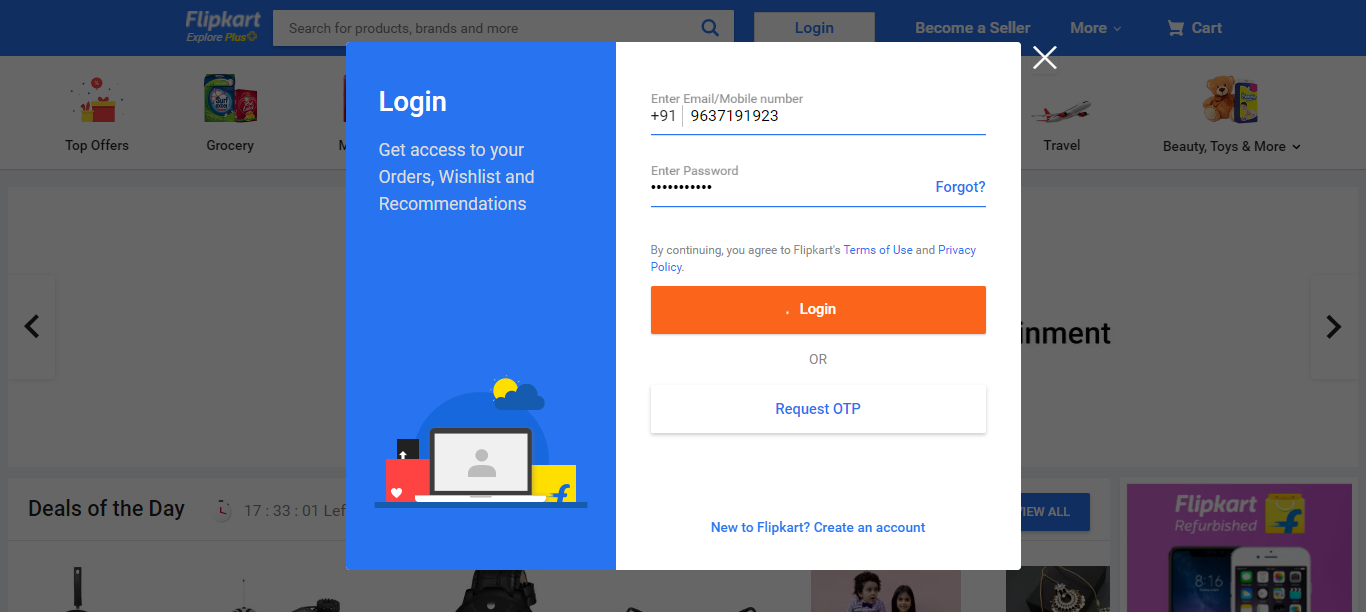 Flipkart
Explore Plus
Search for products, brands and more
Login
Become a Seller
More
Cart
Top Offers
Grocery
M
Travel
Beauty, Toys & More
Login
Get access to your
Orders, Wishlist and
Recommendations
Enter Email/Mobile number
+91 9637191923
Enter Password
•••••••••••
Forgot?
By continuing, you agree to Flipkart's Terms of Use and Privacy
Policy.
Login
OR
Request OTP
New to Flipkart? Create an account
inment
Deals of the Day
17 : 33 : 01 Lef
IEW ALL
Flipkart
Refurbished
8:16